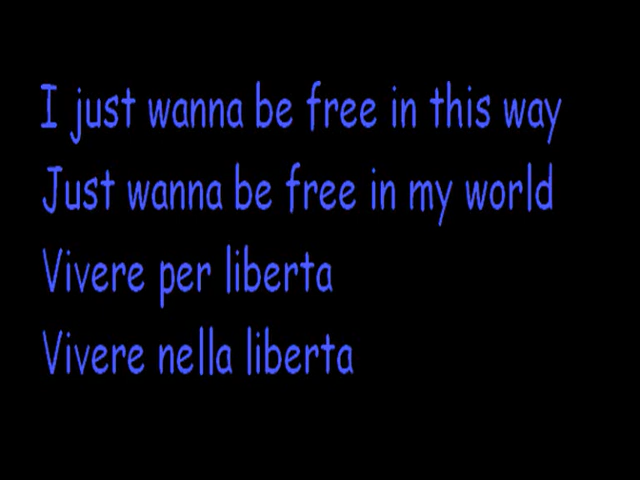 I just wanna be free in this way
Just wanna be free in my world
Vivere per liberta
Vivere nella liberta